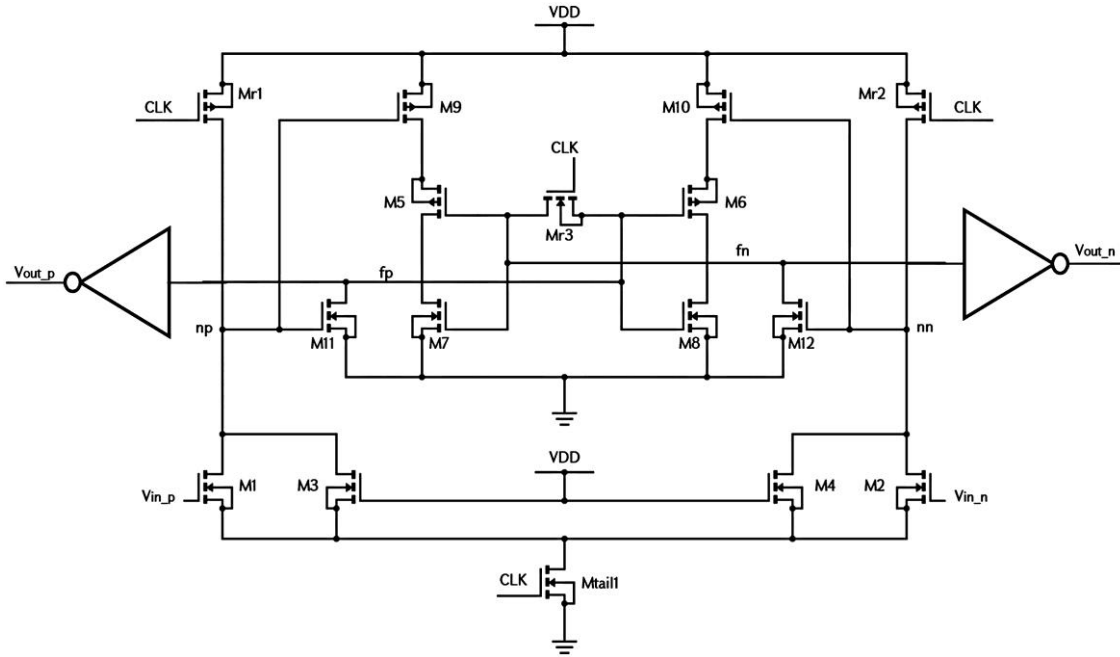 VDD
Mr1
Mr2
CLK
M9
M10
CLK
CLK
M5
M6
Mr3
Vout_p
fp
fn
Vout_n
np
M11
M7
M8
M12
nn
VDD
Vin_p
M1
M3
M4
M2
Vin_n
CLK
Mtail1